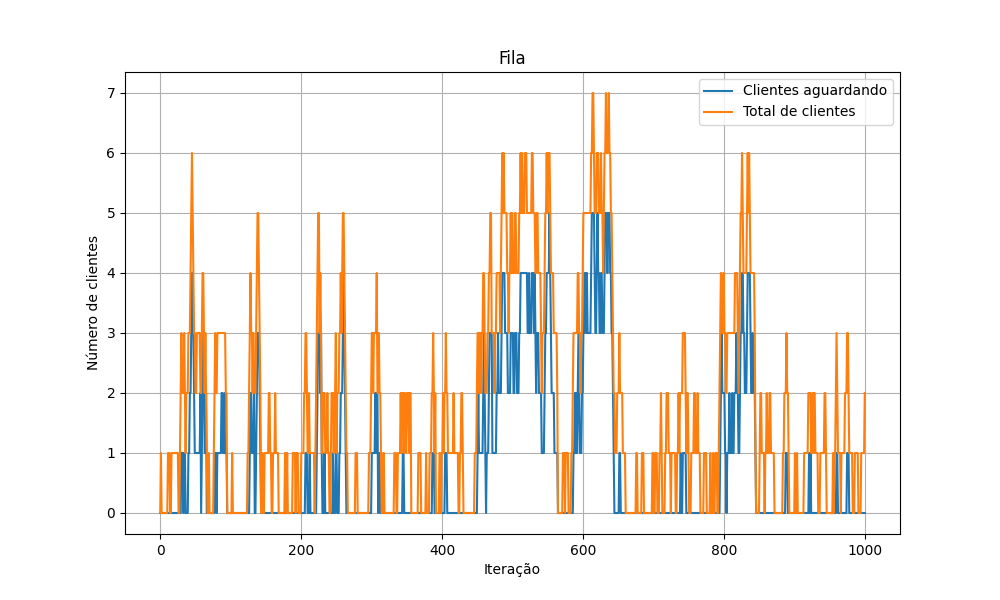 Fila
Clientes aguardando
Total de clientes
Número de clientes
7
6
5
4
3
2
1
0
0 200 400 600 800 1000
Iteração